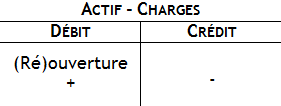 ACTIF - CHARGES
DÉBIT CRÉDIT
(Ré)ouverture
+ -